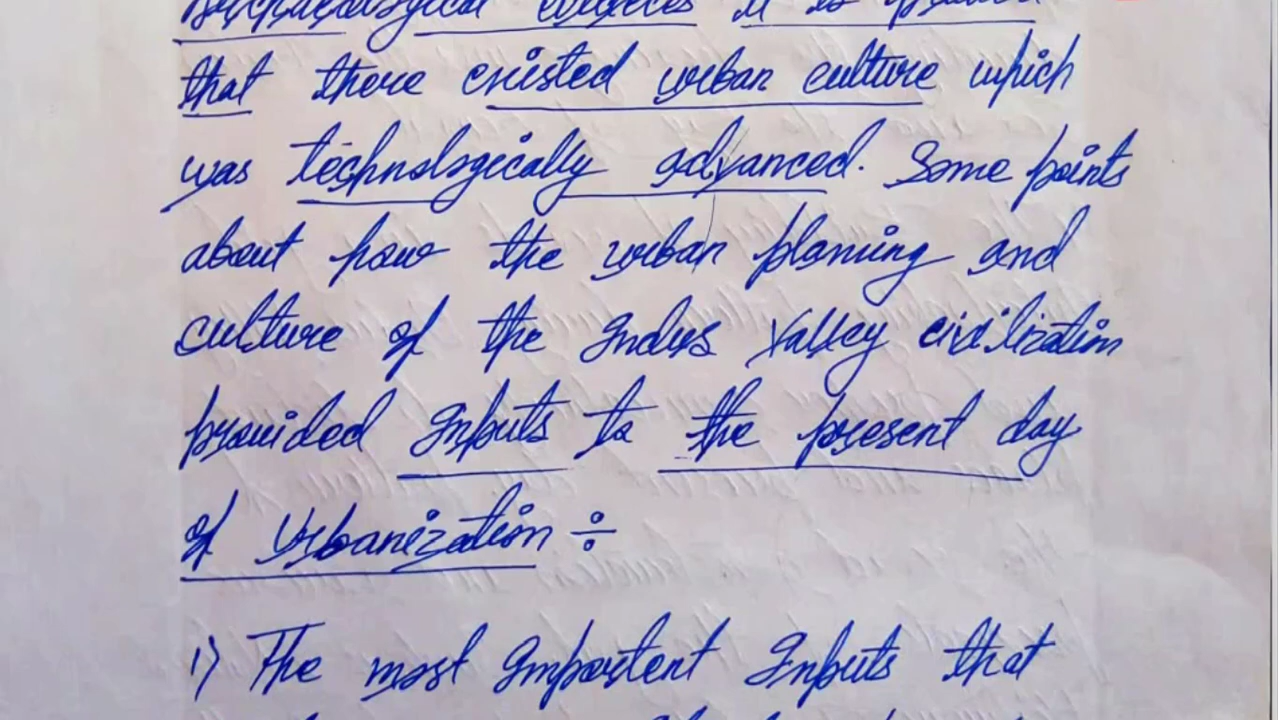 that there existed urban culture which
was technologically advanced. Some points
about how the urban planning and
culture of the Indus Valley civilization
provided Inputs to the present day
of Urbanization ÷
1) The most Important Inputs that